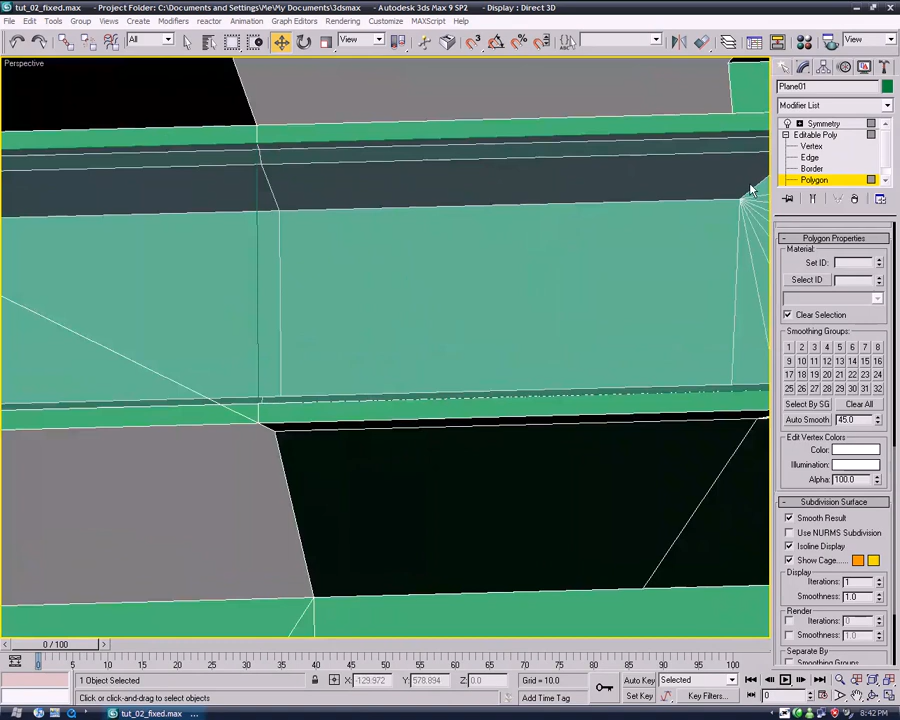 tut_02_fixed.max - Project Folder: C:\Documents and Settings\Me\My Documents\3dsmax - Autodesk 3ds Max 9 SP2 - Display : Direct 3D
File Edit Tools Group Views Create Modifiers reactor Animation Graph Editors Rendering Customize MAXScript Help
All View View
Perspective
Plane01
Modifier List
Symmetry
Editable Poly
Vertex
Edge
Border
Polygon
Polygon Properties
Material:
Set ID:
Select ID
Clear Selection
Smoothing Groups:
1 2 3 4 5 6 7 8
9 10 11 12 13 14 15 16
17 18 19 20 21 22 23 24
25 26 27 28 29 30 31 32
Select By SG Clear All
Auto Smooth 45.0
Edit Vertex Colors
Color:
Illumination:
Alpha: 100.0
Subdivision Surface
Smooth Result
Use NURMS Subdivision
Isoline Display
Show Cage......
Display
Iterations: 1
Smoothness: 1.0
Render
Iterations: 0
Smoothness: 1.0
Separate By
Smoothing Groups
0 / 100
0 5 10 15 20 25 30 35 40 45 50 55 60 65 70 75 80 85 90 95 100
1 Object Selected X: -129.972 Y: 578.894 Z: 0.0 Grid = 10.0 Auto Key Selected
Click or click-and-drag to select objects Add Time Tag Set Key Key Filters... 0
start tut_02_fixed.max ... 8:42 PM